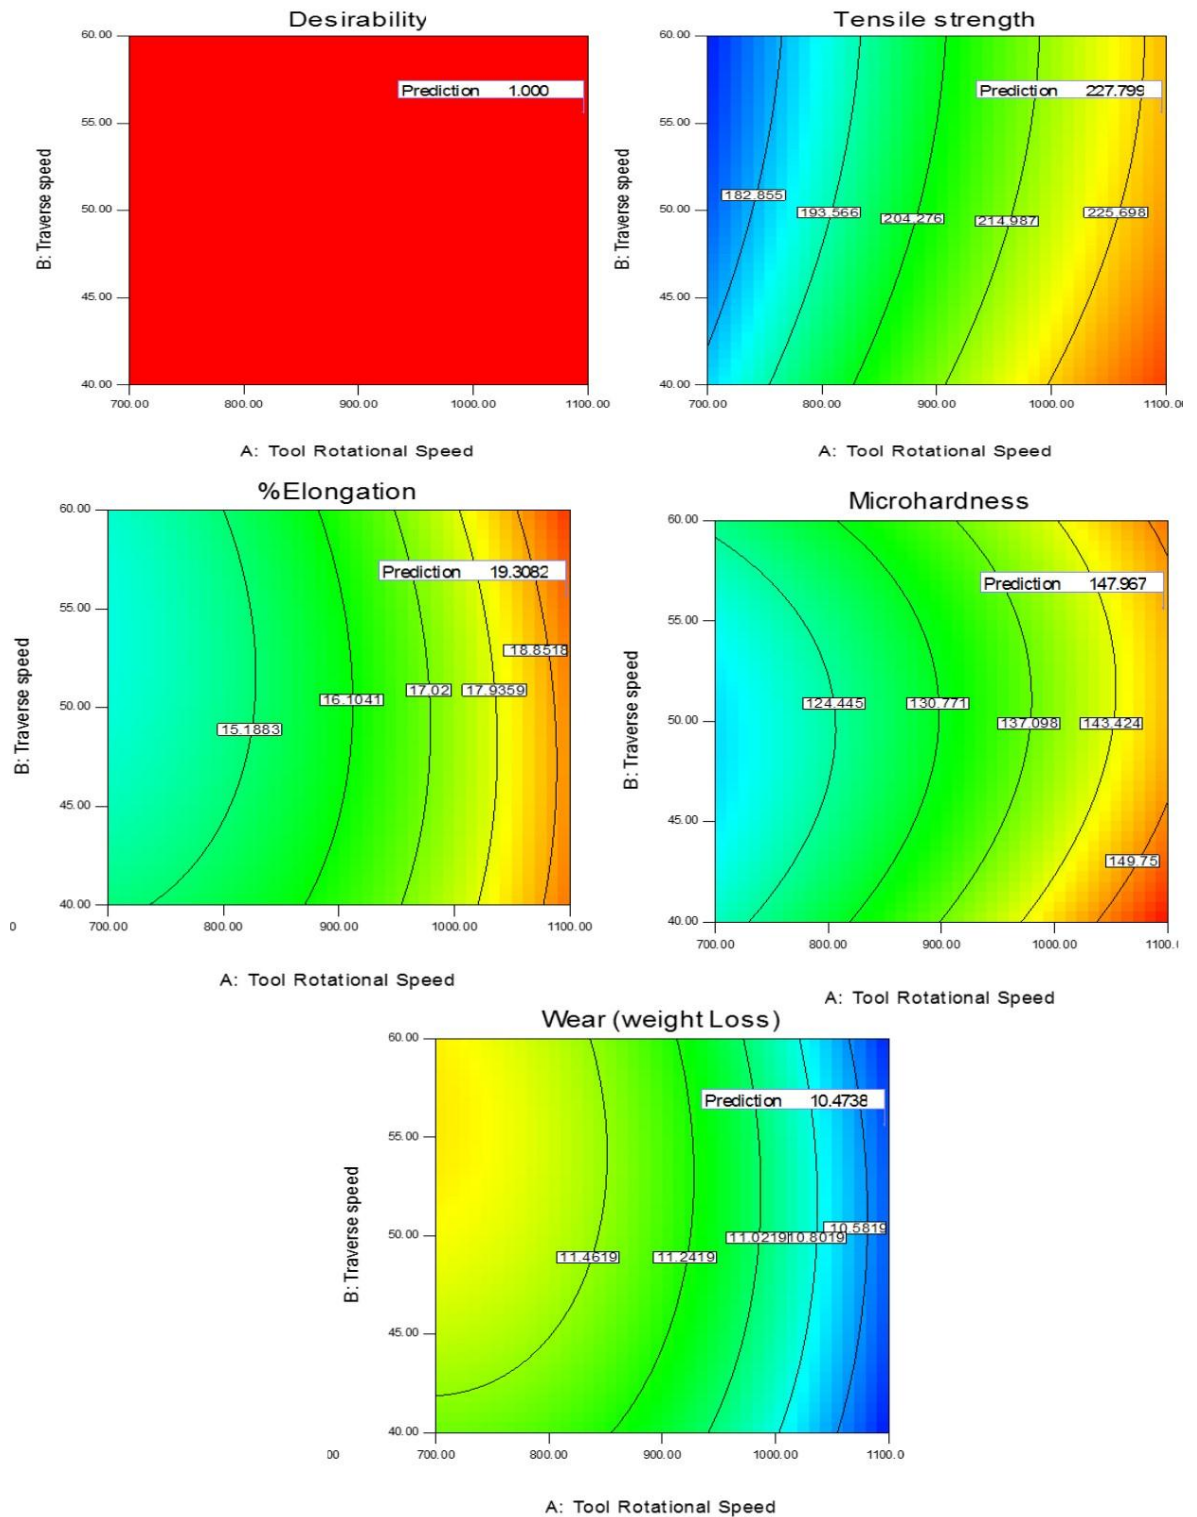 Desirability
60.00
55.00
50.00
45.00
40.00
B: Traverse speed
Prediction 1.000
700.00 800.00 900.00 1000.00 1100.00
A: Tool Rotational Speed
Tensile strength
60.00
55.00
50.00
45.00
40.00
B: Traverse speed
Prediction 227.799
182.855 193.566 204.276 214.987 225.698
700.00 800.00 900.00 1000.00 1100.0
A: Tool Rotational Speed
%Elongation
60.00
55.00
50.00
45.00
40.00
B: Traverse speed
Prediction 19.3082
18.8518
15.1883 16.1041 17.02 17.9359
0 700.00 800.00 900.00 1000.00 1100.00
A: Tool Rotational Speed
Microhardness
60.00
55.00
50.00
45.00
40.00
B: Traverse speed
Prediction 147.967
124.445 130.771 137.098 143.424
149.75
700.00 800.00 900.00 1000.00 1100.(
A: Tool Rotational Speed
Wear (weight Loss)
60.00
55.00
50.00
45.00
40.00
B: Traverse speed
Prediction 10.4738
11.4619 11.2419 11.0219 10.8019 10.5819
00 700.00 800.00 900.00 1000.00 1100.0
A: Tool Rotational Speed